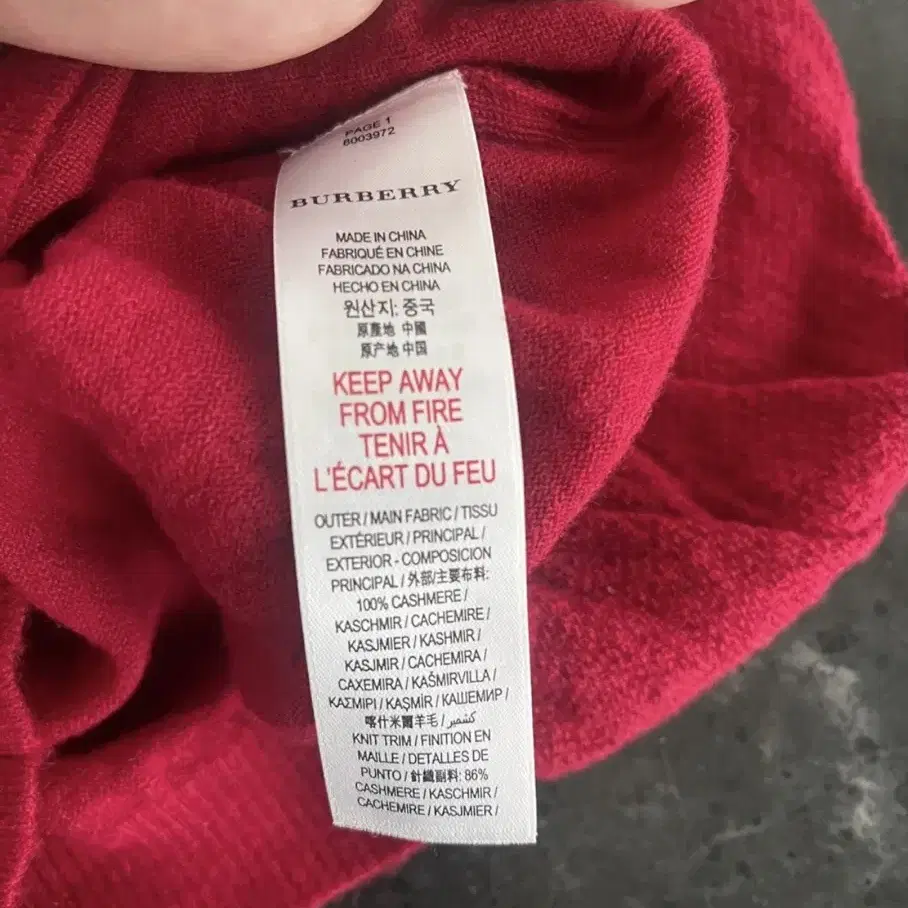 PAGE 1
8003972
BURBERRY
MADE IN CHINA
FABRIQUÉ EN CHINE
FABRICADO NA CHINA
HECHO EN CHINA
원산지: 중국
原產地 中國
原产地 中国
KEEP AWAY
FROM FIRE
TENIR À
L'ÉCART DU FEU
OUTER / MAIN FABRIC / TISSU
EXTÉRIEUR / PRINCIPAL /
EXTERIOR - COMPOSICION
PRINCIPAL / 外部/主要布料:
100% CASHMERE /
KASCHMIR / CACHEMIRE /
KASJMIER / KASHMIR /
KASJMIR / CACHEMIRA /
CAXEMIRA / KAŠMIRVILLA /
ΚΑΣΜΙΡΙ / KAŞMİR / КАШЕМИР /
喀什米爾羊毛 / كشمير /
KNIT TRIM / FINITION EN
MAILLE / DETALLES DE
PUNTO / 針織副料: 86%
CASHMERE / KASCHMIR /
CACHEMIRE / KASJMIER /